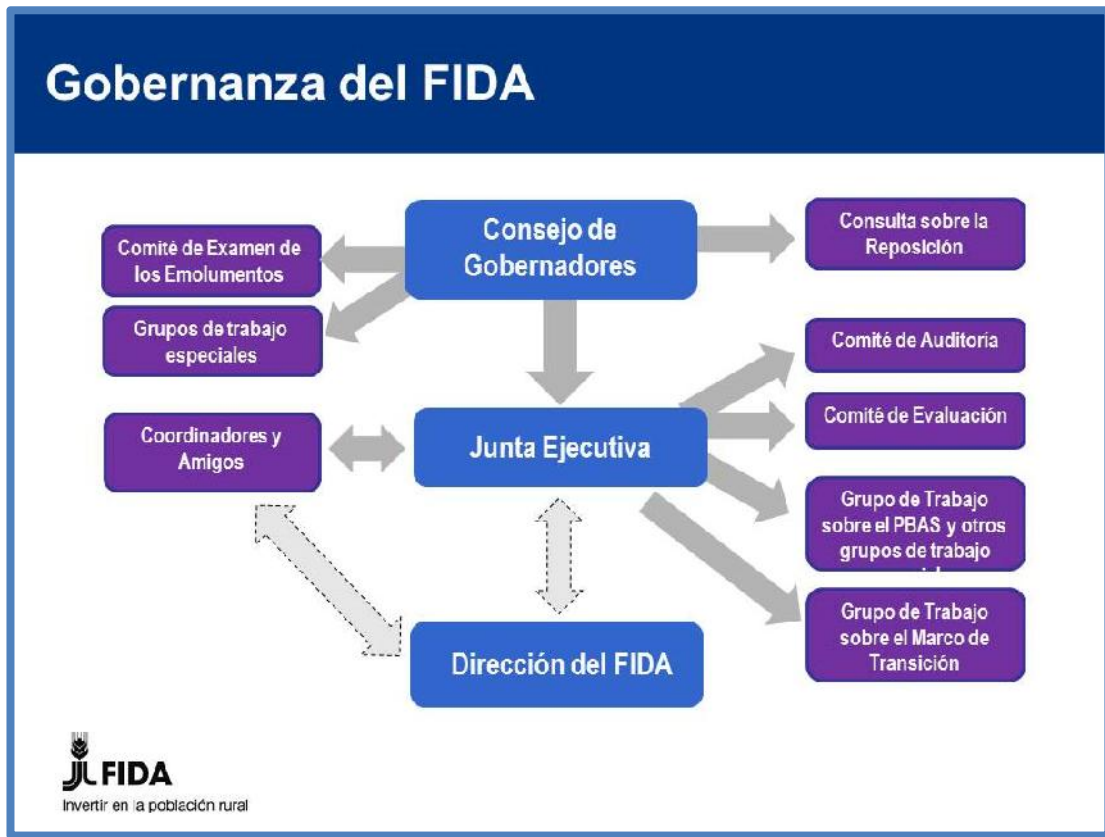 Gobernanza del FIDA
Consejo de
Gobernadores
Comité de Examen de
los Emolumentos
Grupos de trabajo
especiales
Consulta sobre la
Reposición
Comité de Auditoría
Comité de Evaluación
Coordinadores y
Amigos
Junta Ejecutiva
Grupo de Trabajo
sobre el PBAS y otros
grupos de trabajo
Grupo de Trabajo
sobre el Marco de
Transición
Dirección del FIDA
FIDA
Invertir en la población rural